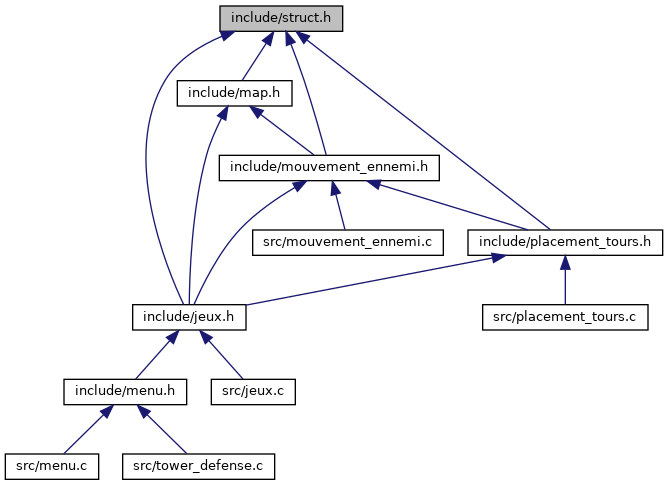 include/struct.h
include/map.h
include/mouvement_ennemi.h
src/mouvement_ennemi.c
include/placement_tours.h
include/jeux.h
src/placement_tours.c
include/menu.h
src/jeux.c
src/menu.c
src/tower_defense.c